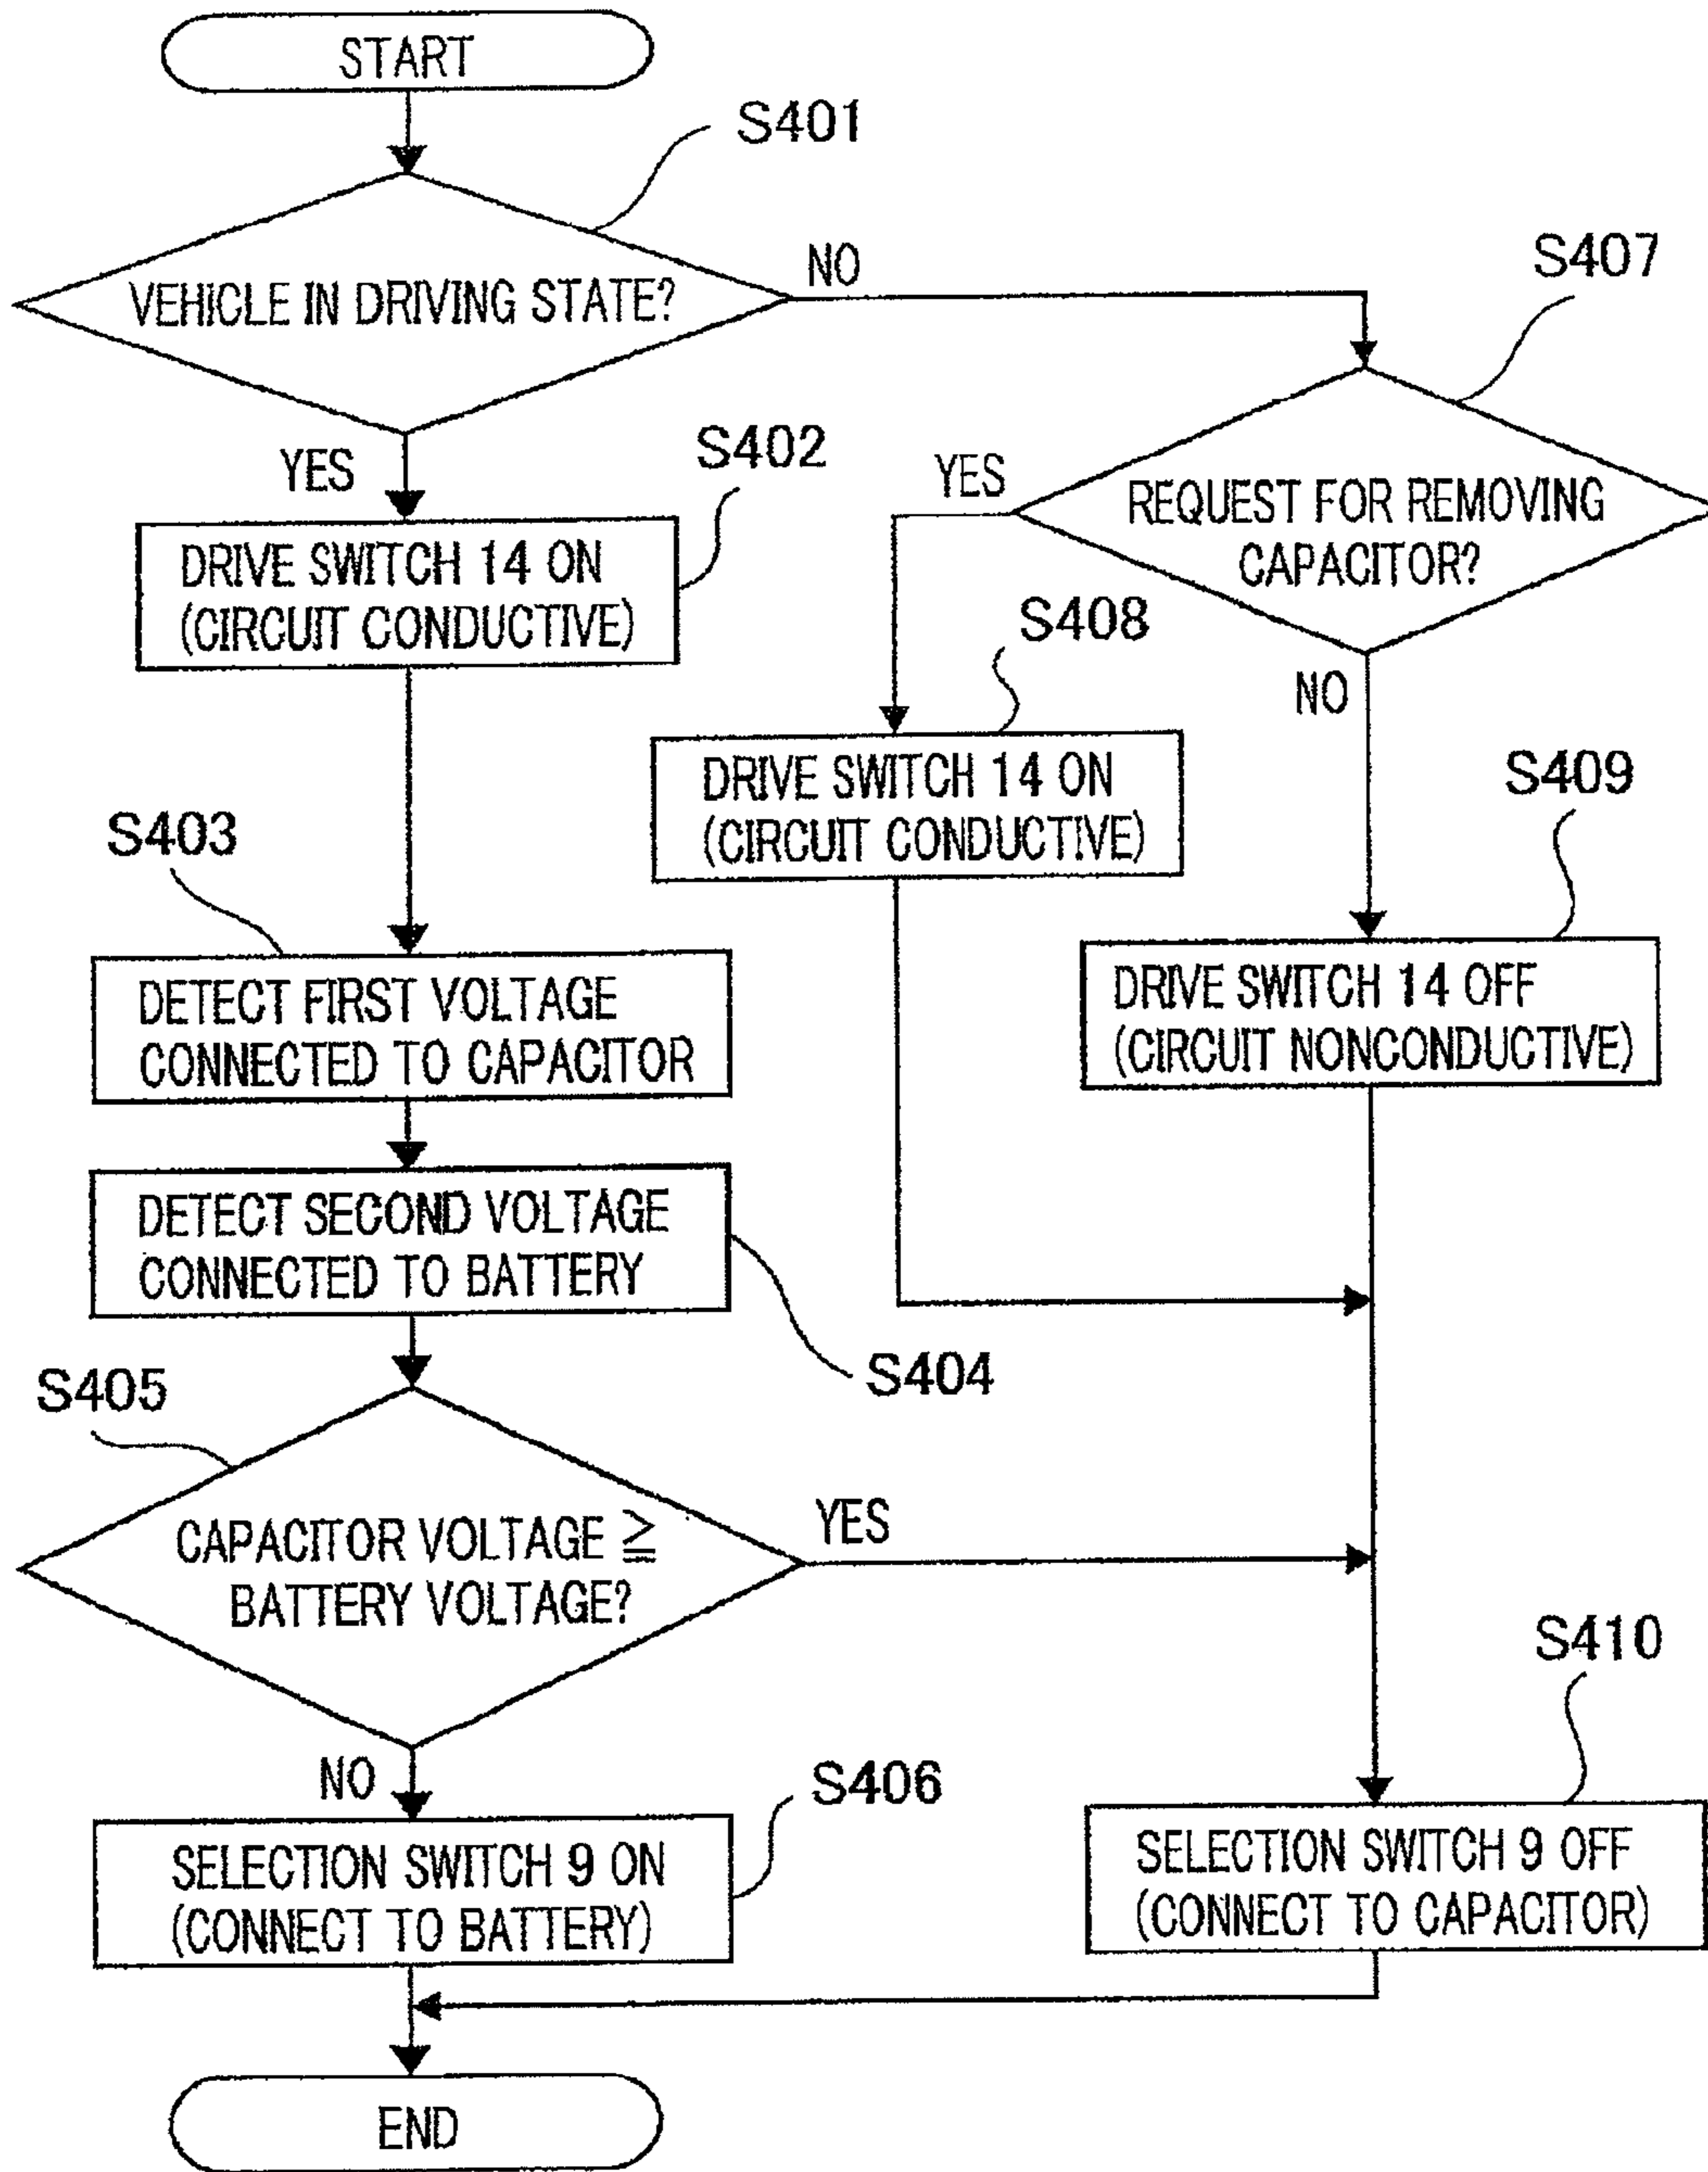 START
S401
VEHICLE IN DRIVING STATE?
NO
S407
YES
S402
YES
REQUEST FOR REMOVING
CAPACITOR?
DRIVE SWITCH 14 ON
(CIRCUIT CONDUCTIVE)
S408
NO
DRIVE SWITCH 14 ON
(CIRCUIT CONDUCTIVE)
S409
S403
DETECT FIRST VOLTAGE
CONNECTED TO CAPACITOR
DRIVE SWITCH 14 OFF
(CIRCUIT NONCONDUCTIVE)
DETECT SECOND VOLTAGE
CONNECTED TO BATTERY
S404
S405
CAPACITOR VOLTAGE ≧
BATTERY VOLTAGE?
YES
S410
NO
S406
SELECTION SWITCH 9 ON
(CONNECT TO BATTERY)
SELECTION SWITCH 9 OFF
(CONNECT TO CAPACITOR)
END